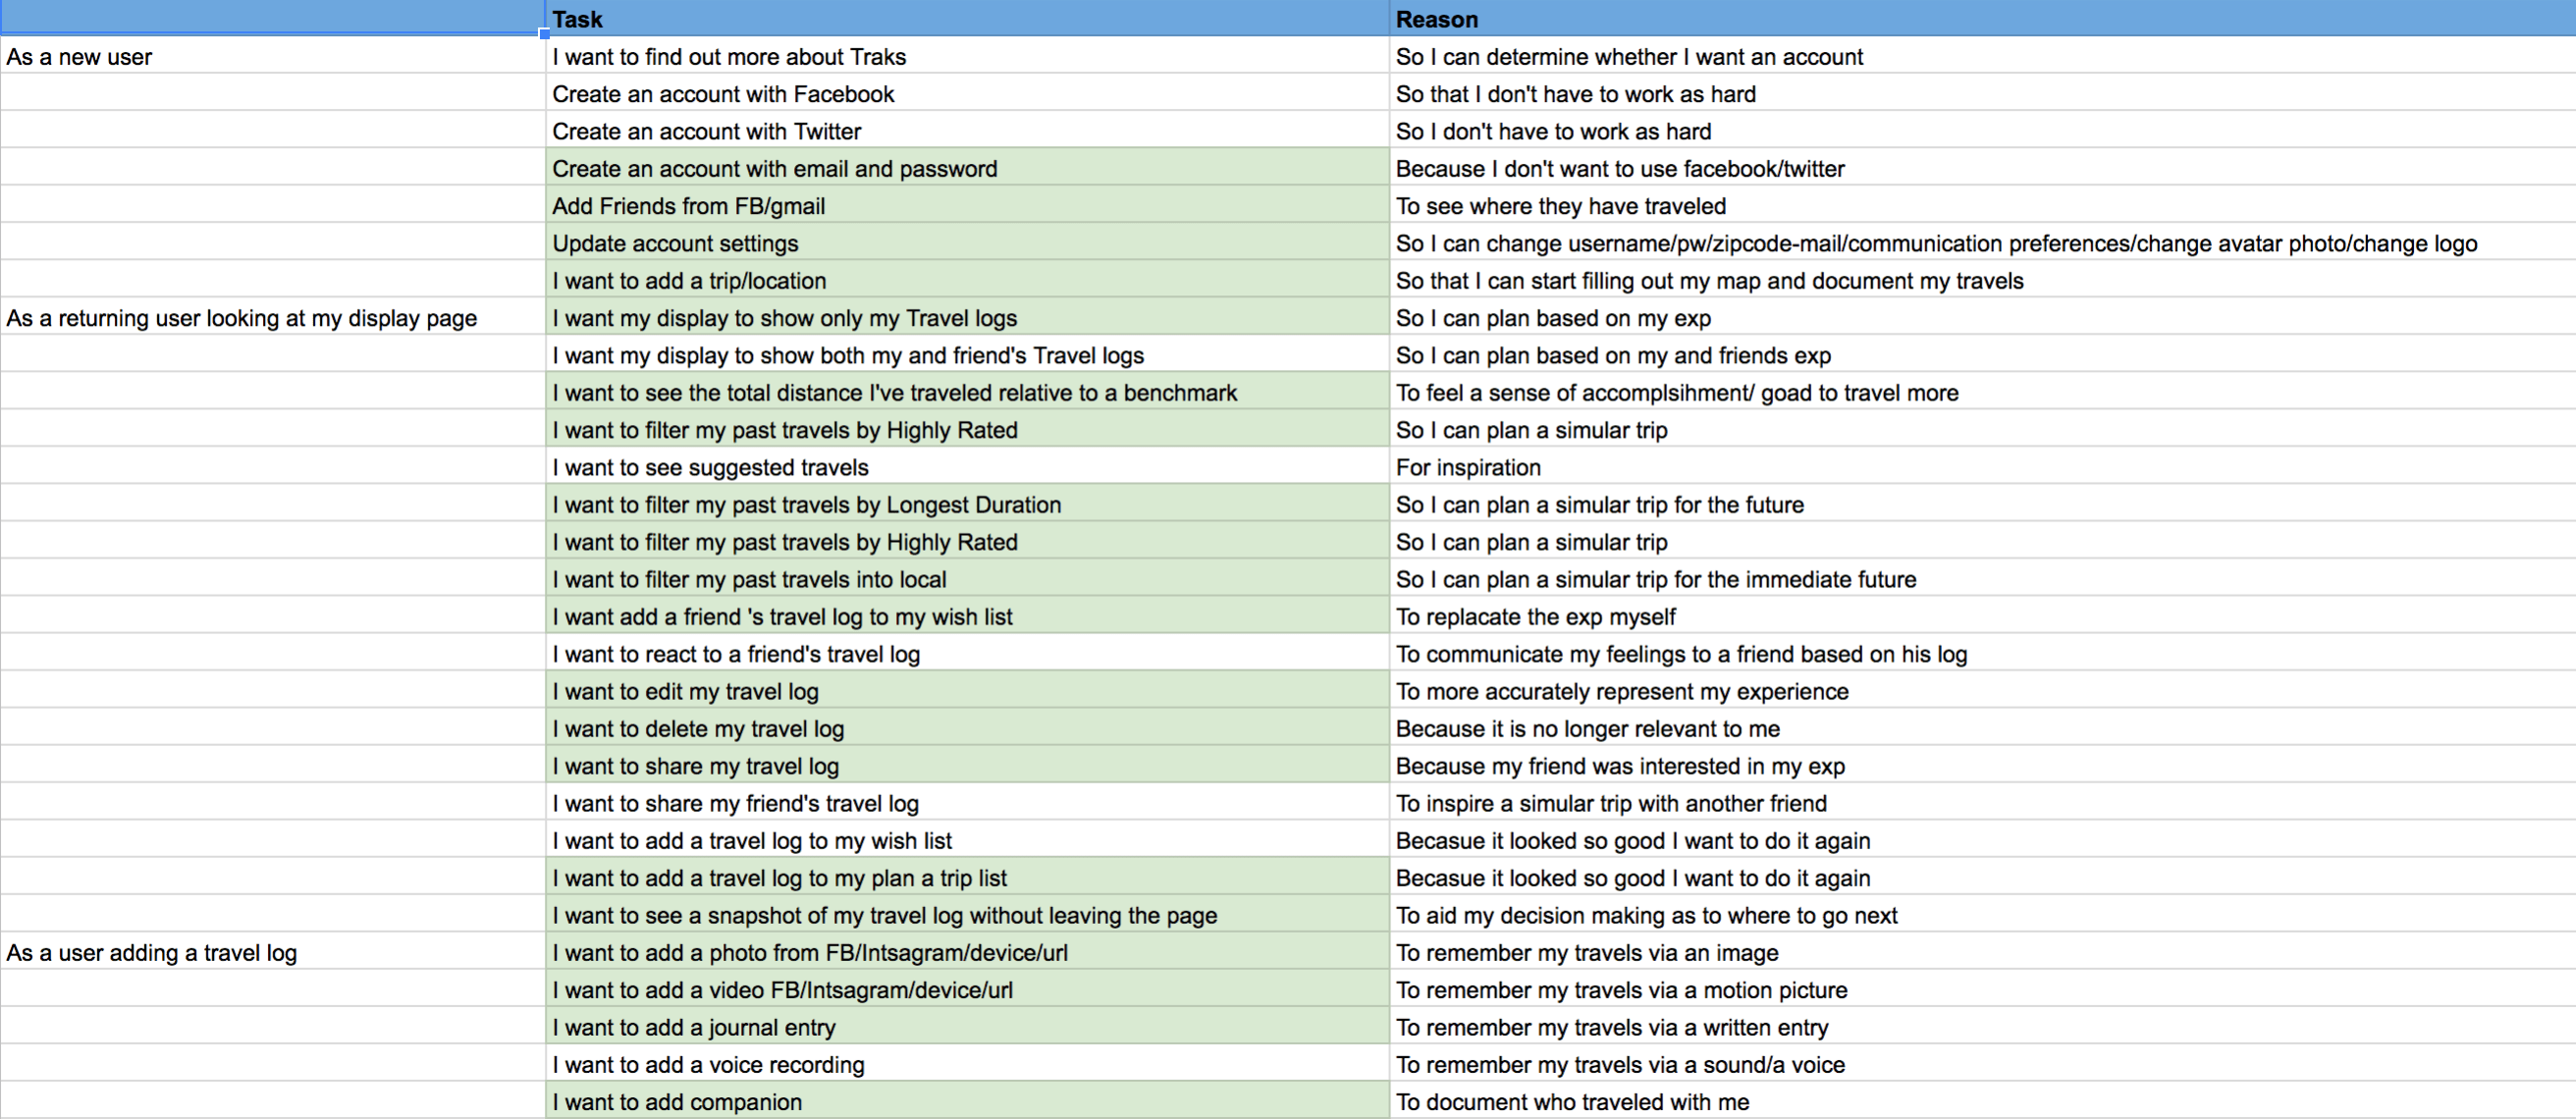 Task Reason
As a new user I want to find out more about Traks So I can determine whether I want an account
Create an account with Facebook So that I don't have to work as hard
Create an account with Twitter So I don't have to work as hard
Create an account with email and password Because I don't want to use facebook/twitter
Add Friends from FB/gmail To see where they have traveled
Update account settings So I can change username/pw/zipcode-mail/communication preferences/change avatar photo/change logo
I want to add a trip/location So that I can start filling out my map and document my travels
As a returning user looking at my display page I want my display to show only my Travel logs So I can plan based on my exp
I want my display to show both my and friend's Travel logs So I can plan based on my and friends exp
I want to see the total distance I've traveled relative to a benchmark To feel a sense of accomplsihment/ goad to travel more
I want to filter my past travels by Highly Rated So I can plan a simular trip
I want to see suggested travels For inspiration
I want to filter my past travels by Longest Duration So I can plan a simular trip for the future
I want to filter my past travels by Highly Rated So I can plan a simular trip
I want to filter my past travels into local So I can plan a simular trip for the immediate future
I want add a friend 's travel log to my wish list To replacate the exp myself
I want to react to a friend's travel log To communicate my feelings to a friend based on his log
I want to edit my travel log To more accurately represent my experience
I want to delete my travel log Because it is no longer relevant to me
I want to share my travel log Because my friend was interested in my exp
I want to share my friend's travel log To inspire a simular trip with another friend
I want to add a travel log to my wish list Becasue it looked so good I want to do it again
I want to add a travel log to my plan a trip list Becasue it looked so good I want to do it again
I want to see a snapshot of my travel log without leaving the page To aid my decision making as to where to go next
As a user adding a travel log I want to add a photo from FB/Intsagram/device/url To remember my travels via an image
I want to add a video FB/Intsagram/device/url To remember my travels via a motion picture
I want to add a journal entry To remember my travels via a written entry
I want to add a voice recording To remember my travels via a sound/a voice
I want to add companion To document who traveled with me